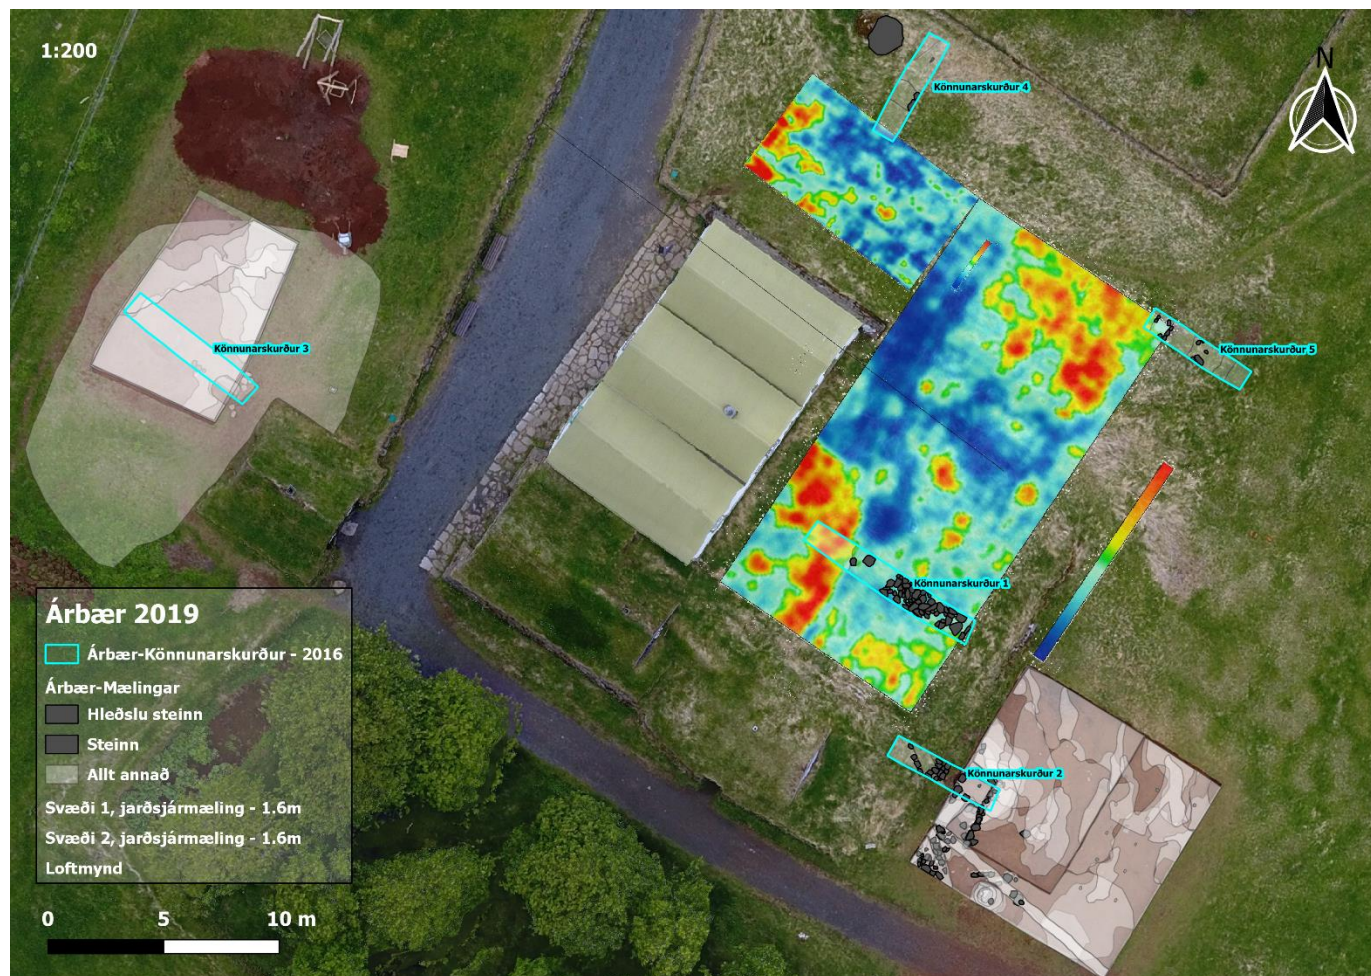 1:200
N
Könnunarskurður 4
Könnunarskurður 3
Könnunarskurður 5
Könnunarskurður 1
Könnunarskurður 2
Árbær 2019
Árbær-Könnunarskurður - 2016
Árbær-Mælingar
Hleðslu steinn
Steinn
Allt annað
Svæði 1, jarðsjármæling - 1.6m
Svæði 2, jarðsjármæling - 1.6m
Loftmynd
0 5 10 m